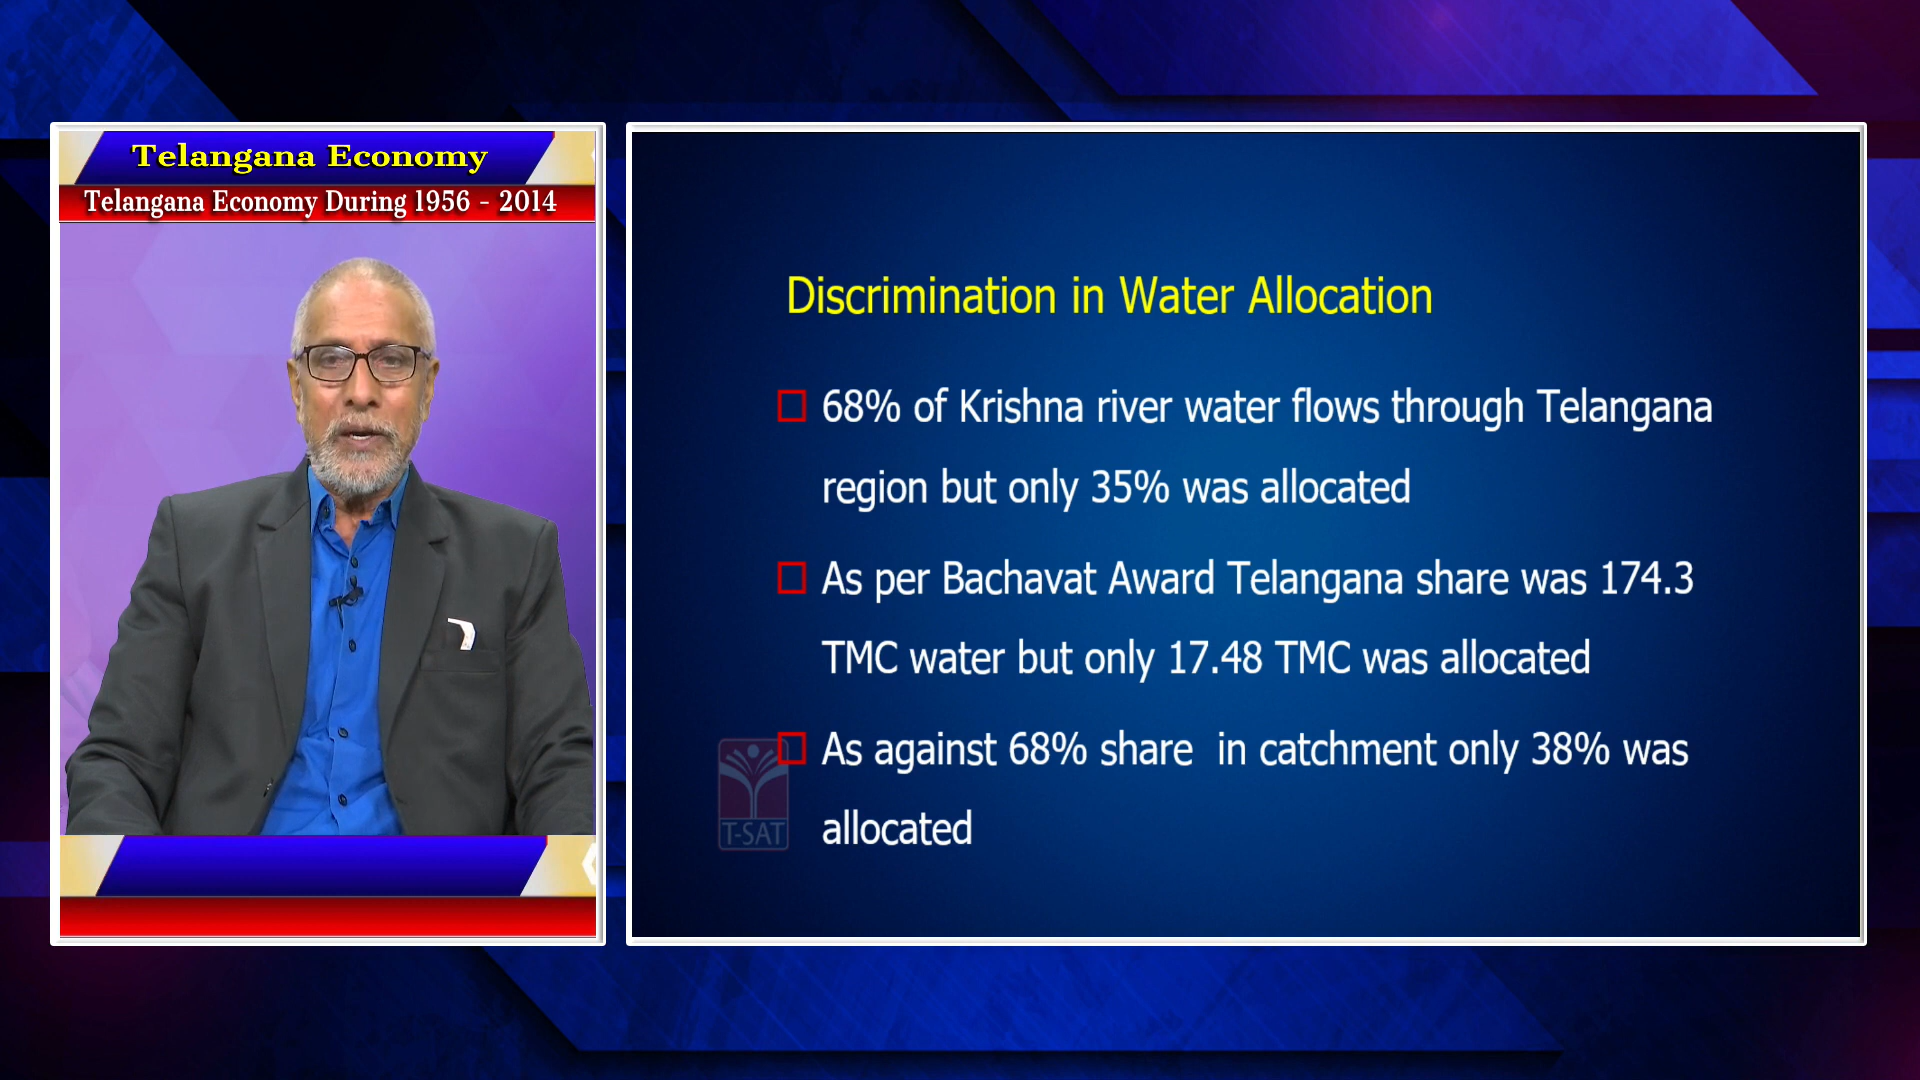 Telangana Economy
Telangana Economy During 1956 - 2014
Discrimination in Water Allocation
68% of Krishna river water flows through Telangana
region but only 35% was allocated
As per Bachavat Award Telangana share was 174.3
TMC water but only 17.48 TMC was allocated
As against 68% share in catchment only 38% was
allocated
T-SAT